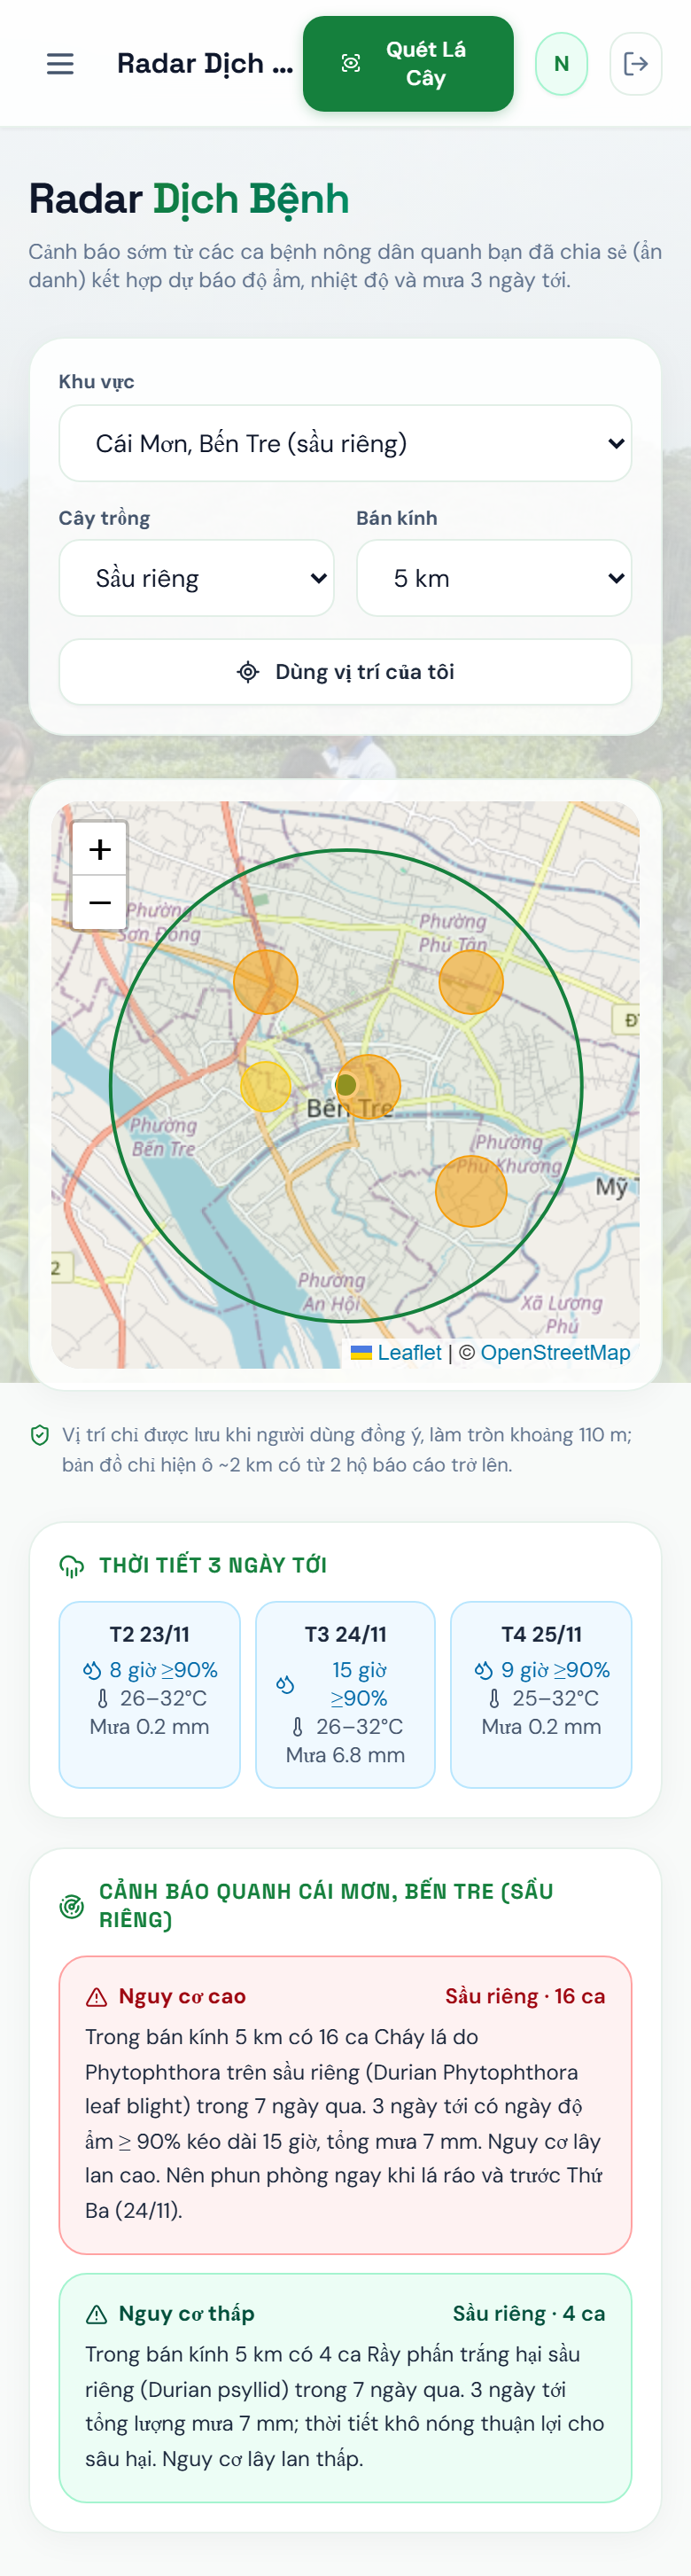 Radar Dịch ...
Quét Lá
Cây
N
Radar Dịch Bệnh
Cảnh báo sớm từ các ca bệnh nông dân quanh bạn đã chia sẻ (ẩn
danh) kết hợp dự báo độ ẩm, nhiệt độ và mưa 3 ngày tới.
Khu vực
Cái Mơn, Bến Tre (sầu riêng)
Cây trồng
Bán kính
Sầu riêng
5 km
Dùng vị trí của tôi
+
−
Phường
Sơn Đông
Phường
Phú Tân
Bến Tre
Phường
Bến Tre
Phường
Phú Khương
Mỹ T
2
Phường
An Hội
Xã Lương
Phú
Leaflet | © OpenStreetMap
Vị trí chỉ được lưu khi người dùng đồng ý, làm tròn khoảng 110 m;
bản đồ chỉ hiện ô ~2 km có từ 2 hộ báo cáo trở lên.
THỜI TIẾT 3 NGÀY TỚI
T2 23/11
8 giờ ≥90%
26–32°C
Mưa 0.2 mm
T3 24/11
15 giờ
≥90%
26–32°C
Mưa 6.8 mm
T4 25/11
9 giờ ≥90%
25–32°C
Mưa 0.2 mm
CẢNH BÁO QUANH CÁI MƠN, BẾN TRE (SẦU
RIÊNG)
Nguy cơ cao
Sầu riêng · 16 ca
Trong bán kính 5 km có 16 ca Cháy lá do
Phytophthora trên sầu riêng (Durian Phytophthora
leaf blight) trong 7 ngày qua. 3 ngày tới có ngày độ
ẩm ≥ 90% kéo dài 15 giờ, tổng mưa 7 mm. Nguy cơ lây
lan cao. Nên phun phòng ngay khi lá ráo và trước Thứ
Ba (24/11).
Nguy cơ thấp
Sầu riêng · 4 ca
Trong bán kính 5 km có 4 ca Rầy phấn trắng hại sầu
riêng (Durian psyllid) trong 7 ngày qua. 3 ngày tới
tổng lượng mưa 7 mm; thời tiết khô nóng thuận lợi cho
sâu hại. Nguy cơ lây lan thấp.